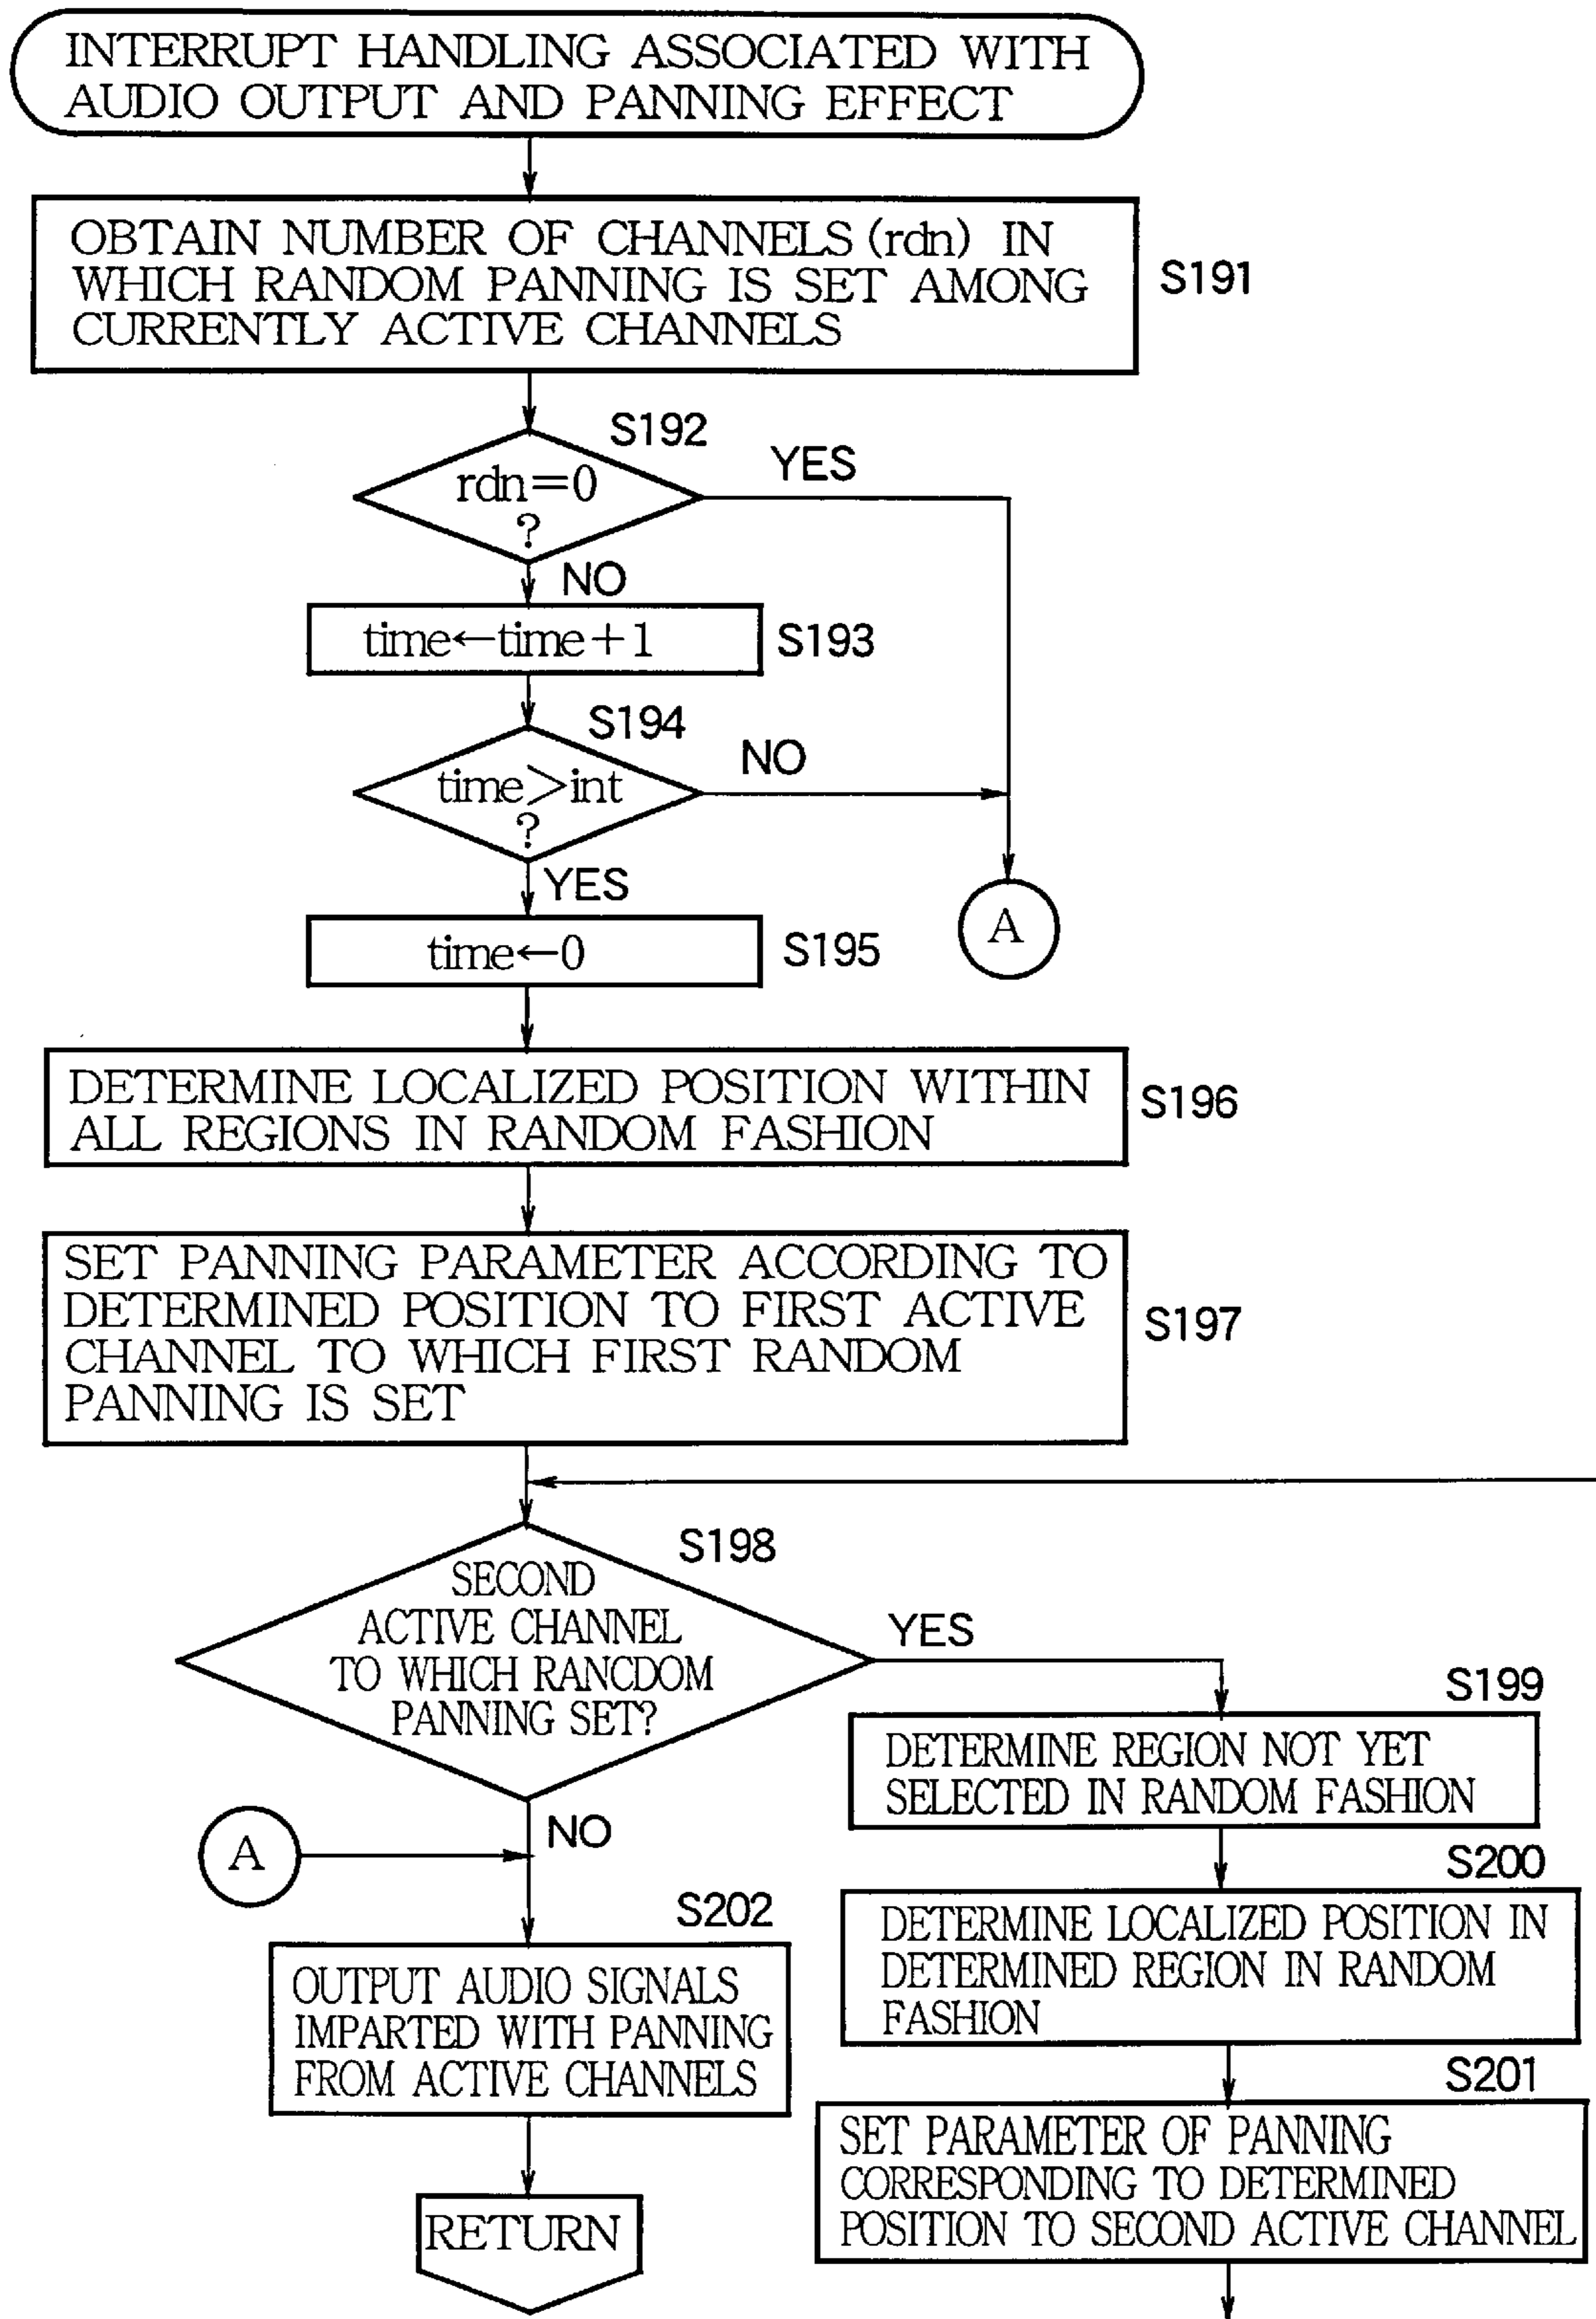 INTERRUPT HANDLING ASSOCIATED WITH
AUDIO OUTPUT AND PANNING EFFECT
OBTAIN NUMBER OF CHANNELS (rdn) IN
WHICH RANDOM PANNING IS SET AMONG
CURRENTLY ACTIVE CHANNELS
S191
S192
rdn=0
?
YES
NO
time←time+1
S193
S194
time>int
?
NO
YES
time←0
S195
A
DETERMINE LOCALIZED POSITION WITHIN
ALL REGIONS IN RANDOM FASHION
S196
SET PANNING PARAMETER ACCORDING TO
DETERMINED POSITION TO FIRST ACTIVE
CHANNEL TO WHICH FIRST RANDOM
PANNING IS SET
S197
S198
SECOND
ACTIVE CHANNEL
TO WHICH RANCDOM
PANNING SET?
YES
NO
A
S199
DETERMINE REGION NOT YET
SELECTED IN RANDOM FASHION
S200
DETERMINE LOCALIZED POSITION IN
DETERMINED REGION IN RANDOM
FASHION
S201
SET PARAMETER OF PANNING
CORRESPONDING TO DETERMINED
POSITION TO SECOND ACTIVE CHANNEL
S202
OUTPUT AUDIO SIGNALS
IMPARTED WITH PANNING
FROM ACTIVE CHANNELS
RETURN